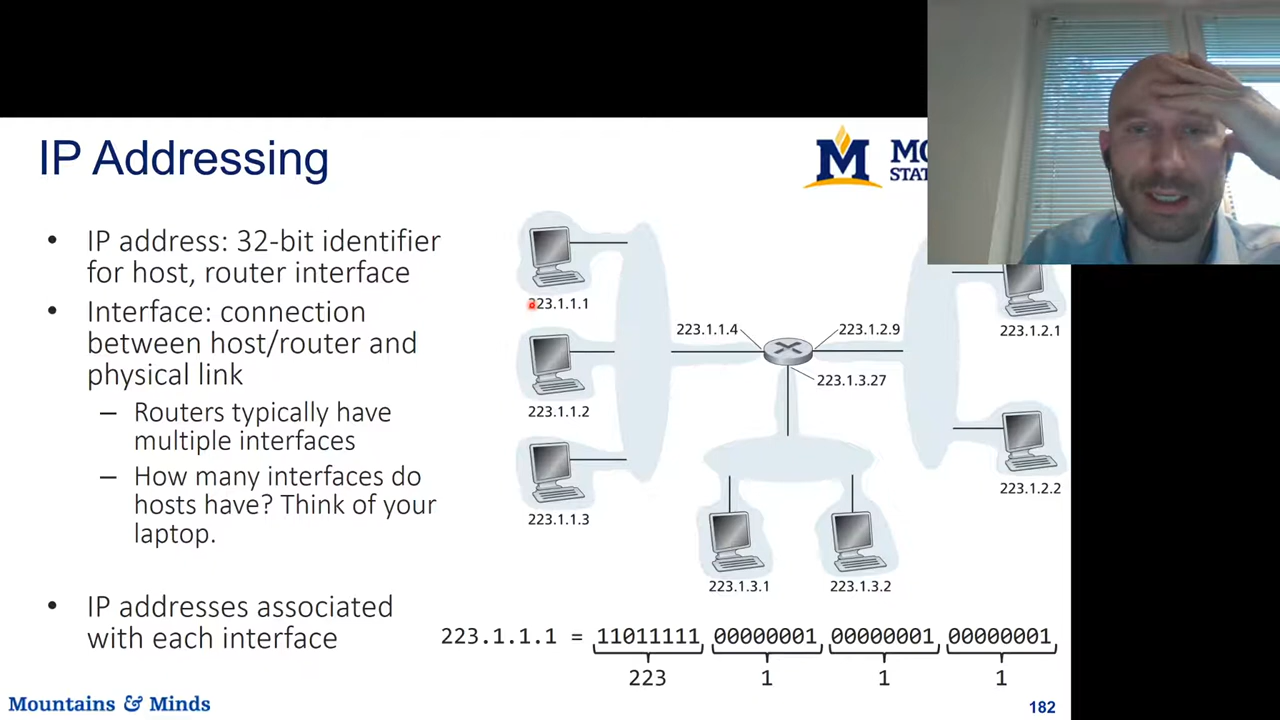 IP Addressing
M
STAT
• IP address: 32-bit identifier
for host, router interface
• Interface: connection
between host/router and
physical link
– Routers typically have
multiple interfaces
– How many interfaces do
hosts have? Think of your
laptop.
• IP addresses associated
with each interface
223.1.1.1
223.1.1.2
223.1.1.3
223.1.1.4
223.1.2.9
223.1.3.27
223.1.2.1
223.1.2.2
223.1.3.1
223.1.3.2
223.1.1.1 = 11011111 00000001 00000001 00000001
223 1 1 1
Mountains & Minds
182